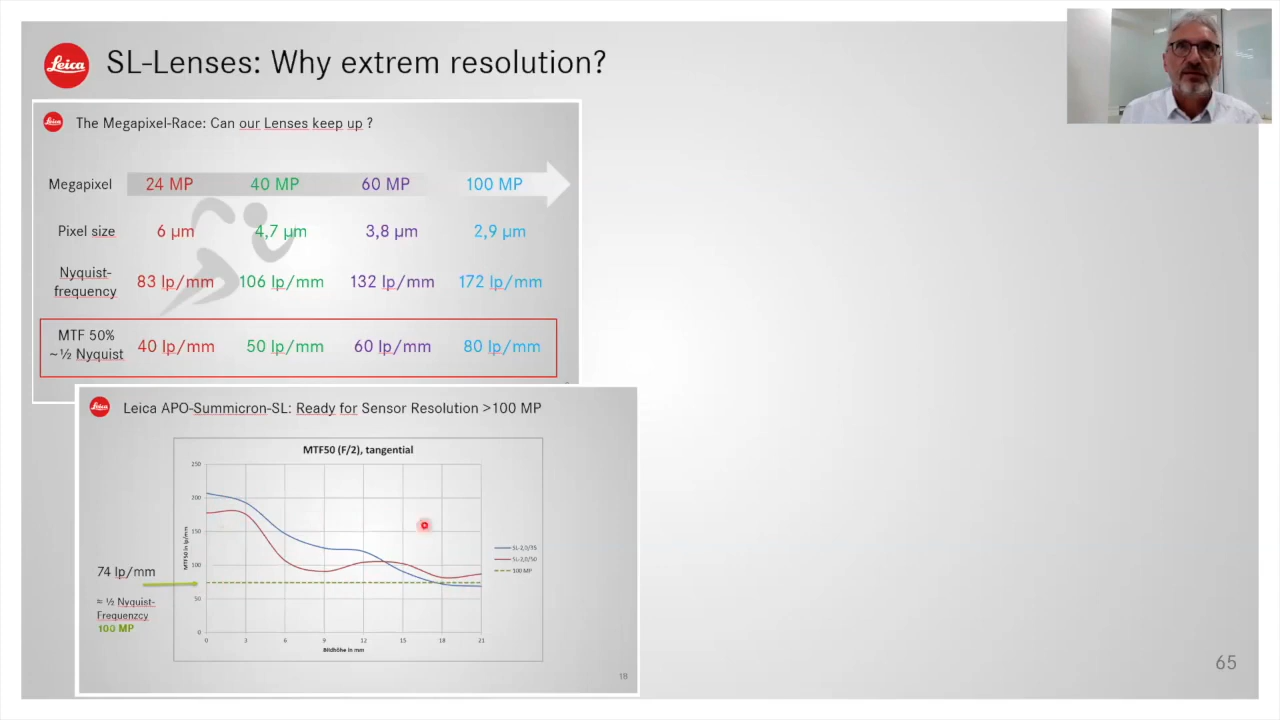 Leica
SL-Lenses: Why extrem resolution?
Leica
The Megapixel-Race: Can our Lenses keep up ?
Megapixel 24 MP 40 MP 60 MP 100 MP
Pixel size 6 µm 4,7 µm 3,8 µm 2,9 µm
Nyquist-
frequency 83 lp/mm 106 lp/mm 132 lp/mm 172 lp/mm
MTF 50%
~½ Nyquist 40 lp/mm 50 lp/mm 60 lp/mm 80 lp/mm
Leica
Leica APO-Summicron-SL: Ready for Sensor Resolution >100 MP
MTF50 (F/2), tangential
250
200
150
100
50
0
MTF50 in lp/mm
0 3 6 9 12 15 18 21
Bildhöhe in mm
SL-2,0/35
SL-2,0/50
100 MP
74 lp/mm
≈ ½ Nyquist-
Frequenzcy
100 MP
18
65